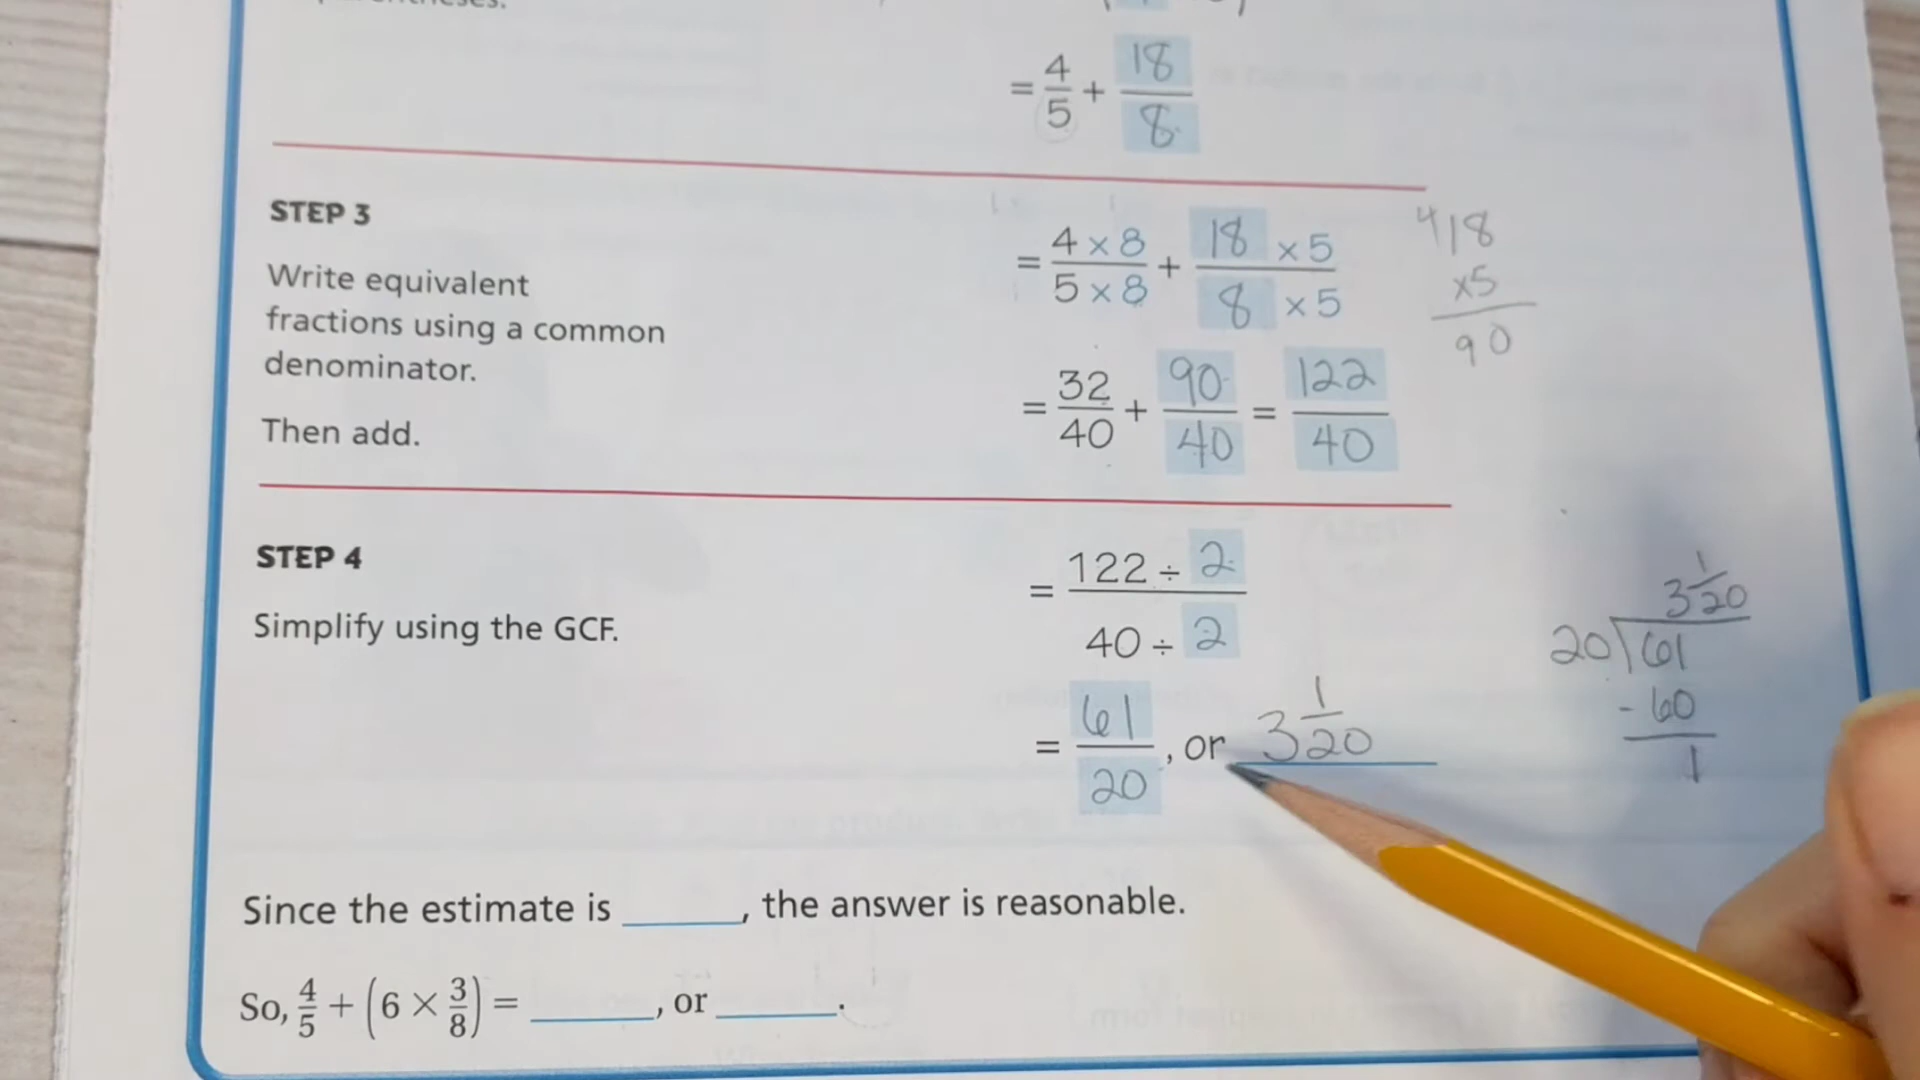 = 4/5 + 18/8
STEP 3
Write equivalent
fractions using a common
denominator.
Then add.
= 4 × 8/5 × 8 + 18 × 5/8 × 5
= 32/40 + 90/40 = 122/40
4 18
x5
90
STEP 4
Simplify using the GCF.
= 122 ÷ 2/40 ÷ 2
= 61/20, or 3 1/20
3 1/20
20 61
- 60
1
Since the estimate is ______, the answer is reasonable.
So, 4/5 + (6 × 3/8) = ______, or ______.